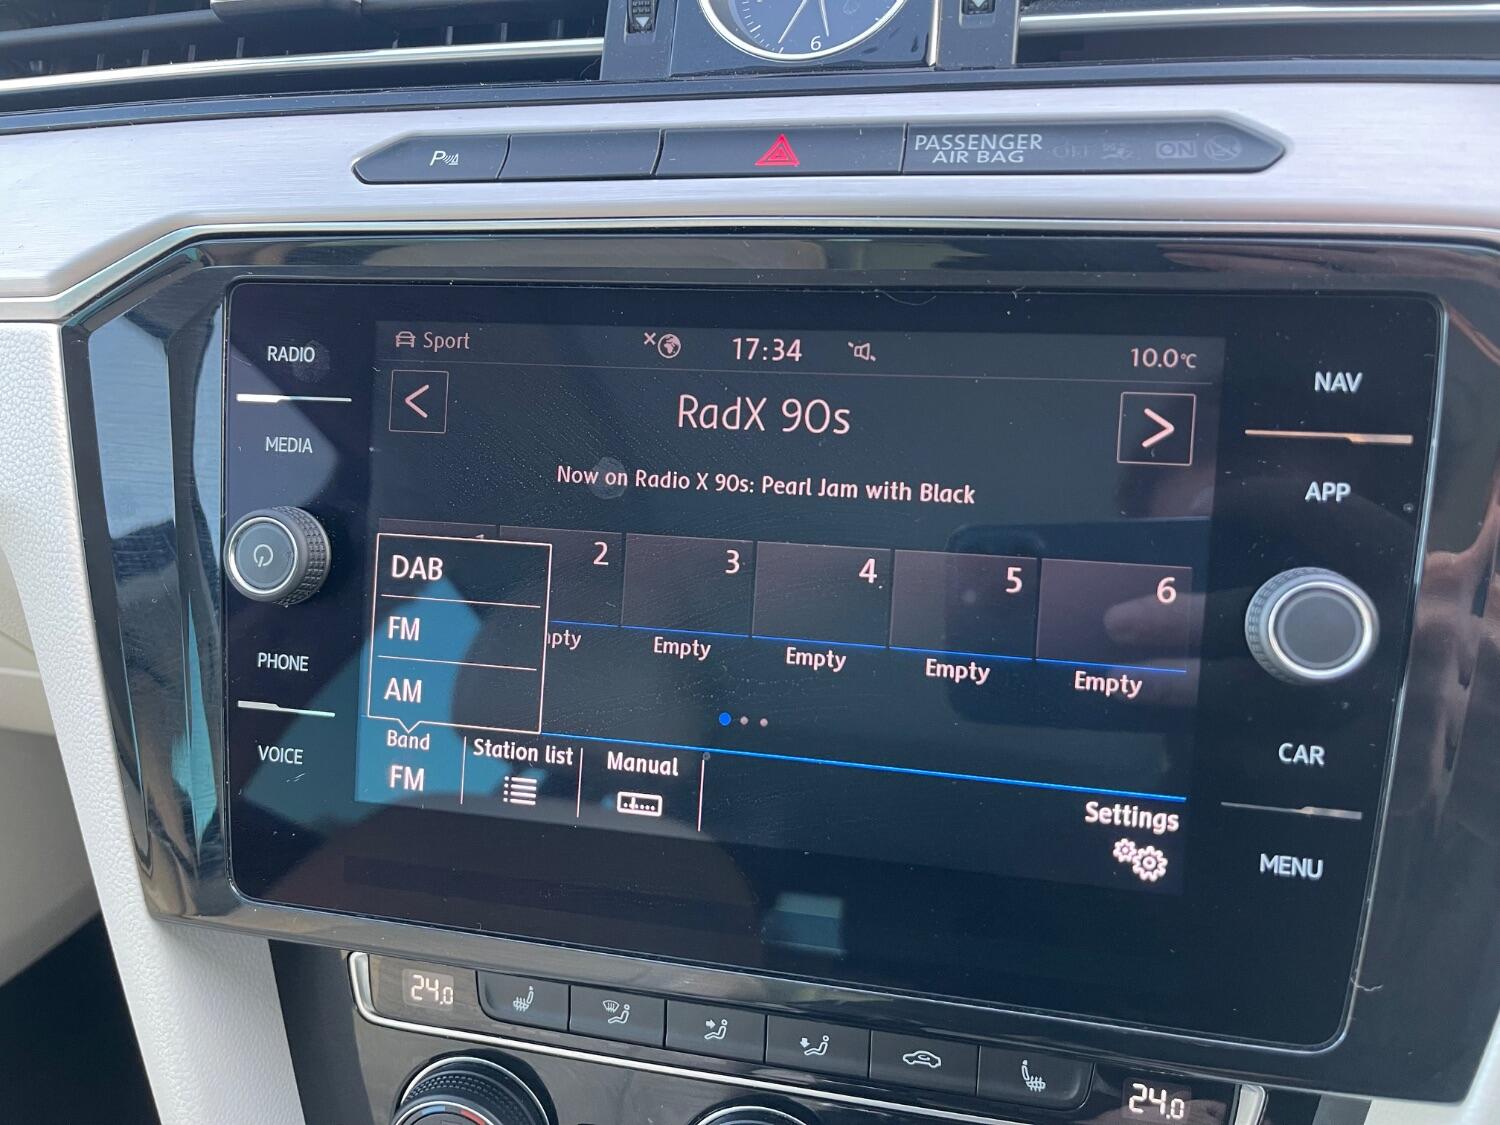 6
P
PASSENGER
AIR BAG
OFF
ON
RADIO
MEDIA
PHONE
VOICE
Sport
17:34
10.0°C
<
RadX 90s
>
Now on Radio X 90s: Pearl Jam with Black
2
3
4
5
6
Empty
Empty
Empty
Empty
DAB
FM
AM
Band
FM
Station list
Manual
Settings
NAV
APP
CAR
MENU
24.0
24.0